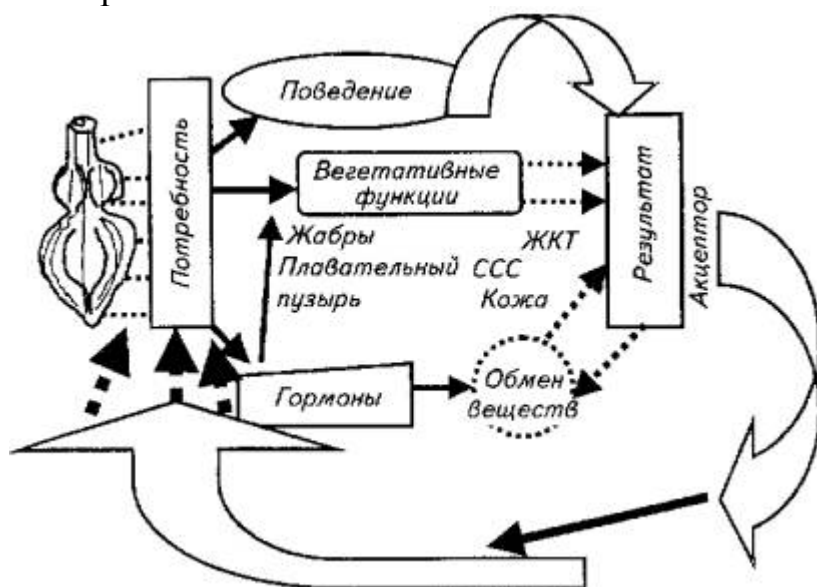 Поведение
Потребность
Вегетативные
функции
Результат
Акцептор
Жабры
Плавательный
пузырь
ЖКТ
ССС
Кожа
Гормоны
Обмен
веществ